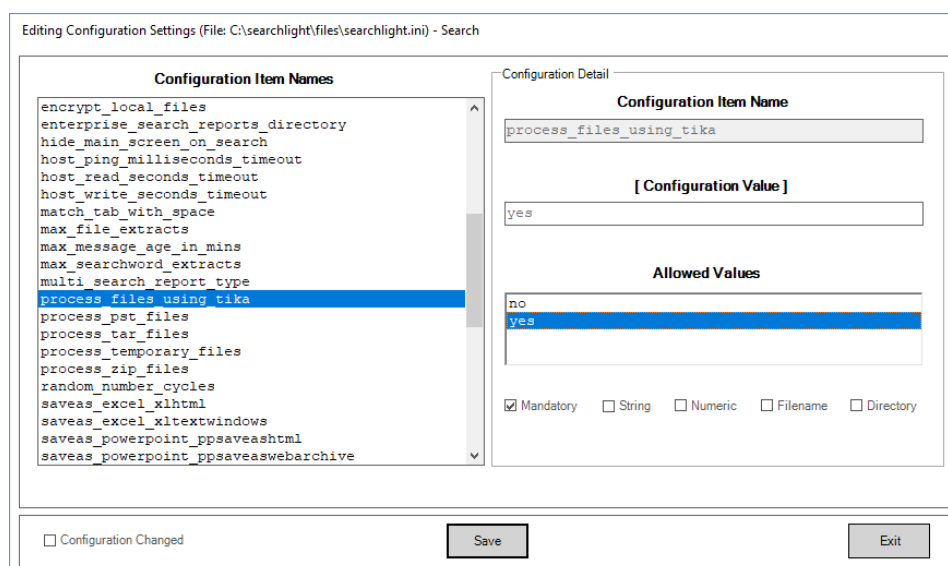 Editing Configuration Settings (File: C:\searchlight\files\searchlight.ini) - Search
Configuration Item Names
encrypt_local_files
enterprise_search_reports_directory
hide_main_screen_on_search
host_ping_milliseconds_timeout
host_read_seconds_timeout
host_write_seconds_timeout
match_tab_with_space
max_file_extracts
max_message_age_in_mins
max_searchword_extracts
multi_search_report_type
process_files_using_tika
process_pst_files
process_tar_files
process_temporary_files
process_zip_files
random_number_cycles
saveas_excel_xlhtml
saveas_excel_xltextwindows
saveas_powerpoint_ppsaveashtml
saveas_powerpoint_ppsaveaswebarchive
Configuration Detail
Configuration Item Name
process_files_using_tika
[ Configuration Value ]
yes
Allowed Values
no
yes
Mandatory String Numeric Filename Directory
Configuration Changed Save Exit